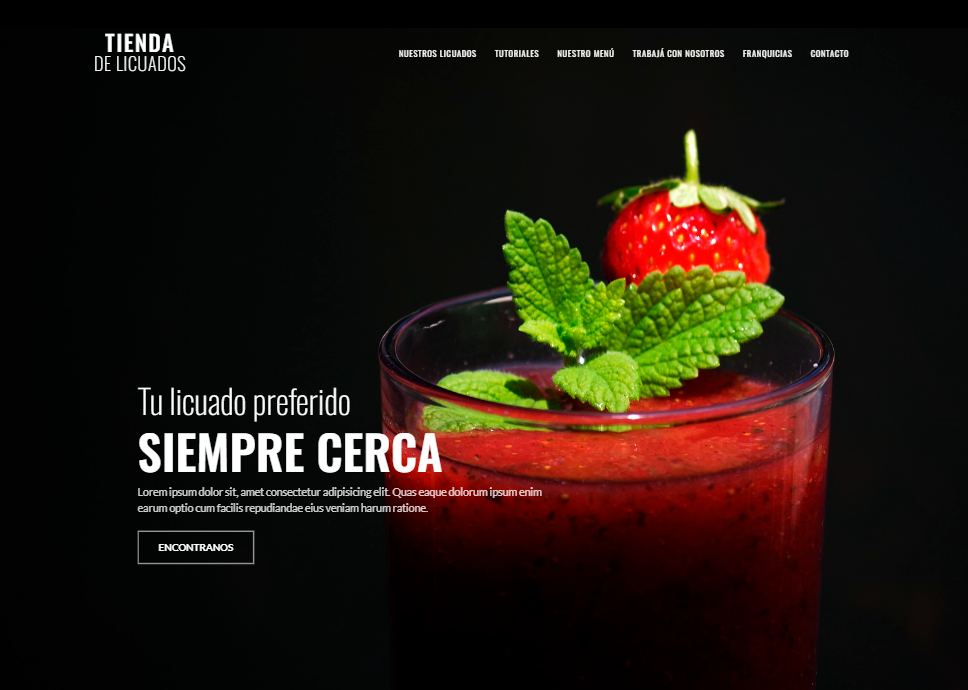 TIENDA
DE LICUADOS
NUESTROS LICUADOS TUTORIALES NUESTRO MENÚ TRABAJÁ CON NOSOTROS FRANQUICIAS CONTACTO
Tu licuado preferido
SIEMPRE CERCA
Lorem ipsum dolor sit, amet consectetur adipisicing elit. Quas eaque dolorum ipsum enim
earum optio cum facilis repudiandae eius veniam harum ratione.
ENCONTRANOS